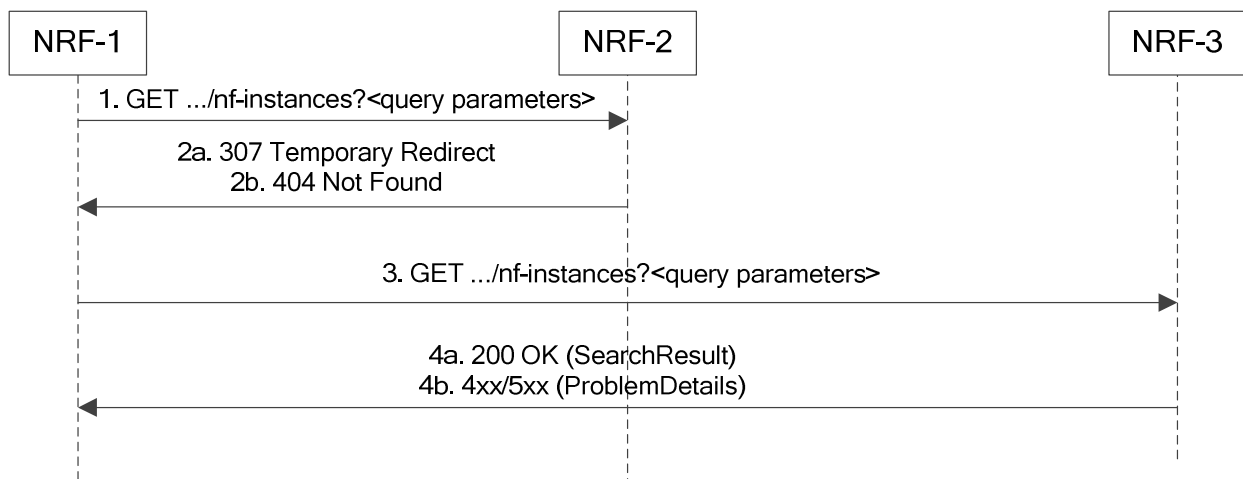 NRF-1
NRF-2
NRF-3
1. GET .../nf-instances?<query parameters>
2a. 307 Temporary Redirect
2b. 404 Not Found
3. GET .../nf-instances?<query parameters>
4a. 200 OK (SearchResult)
4b. 4xx/5xx (ProblemDetails)